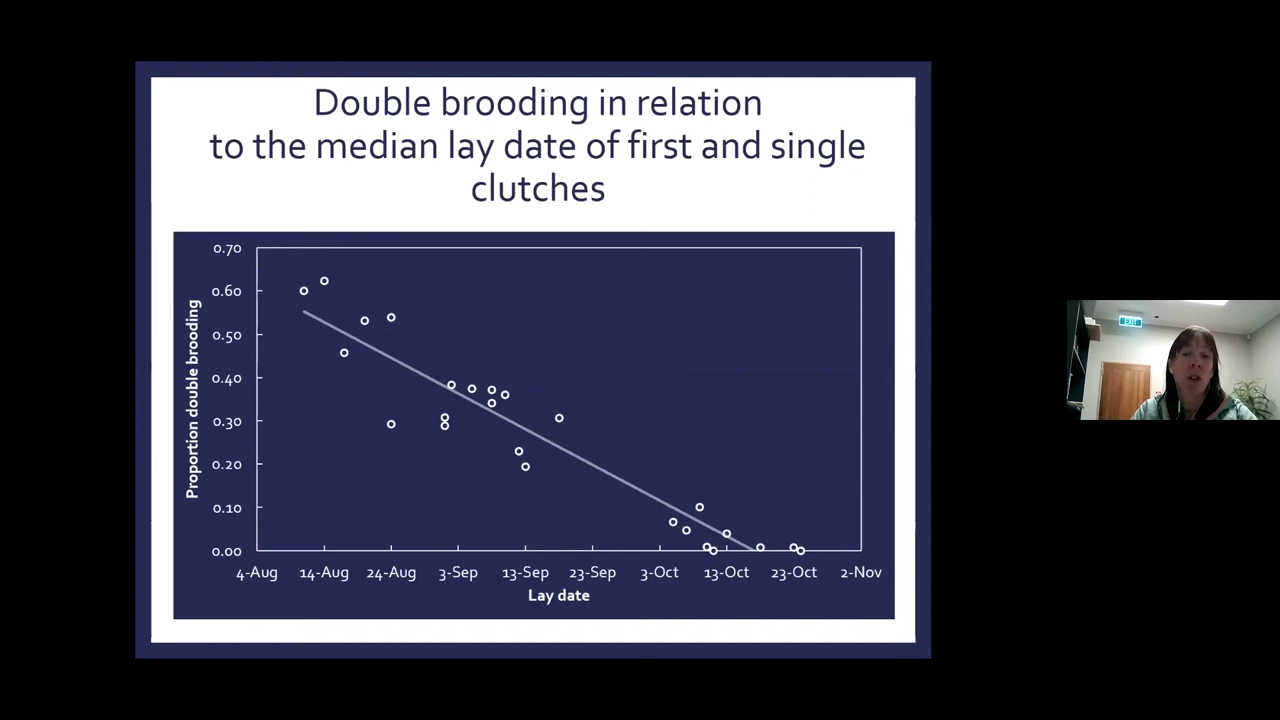 Double brooding in relation
to the median lay date of first and single
clutches
0.70
0.60
0.50
0.40
0.30
0.20
0.10
0.00
Proportion double brooding
4-Aug 14-Aug 24-Aug 3-Sep 13-Sep 23-Sep 3-Oct 13-Oct 23-Oct 2-Nov
Lay date
EXIT